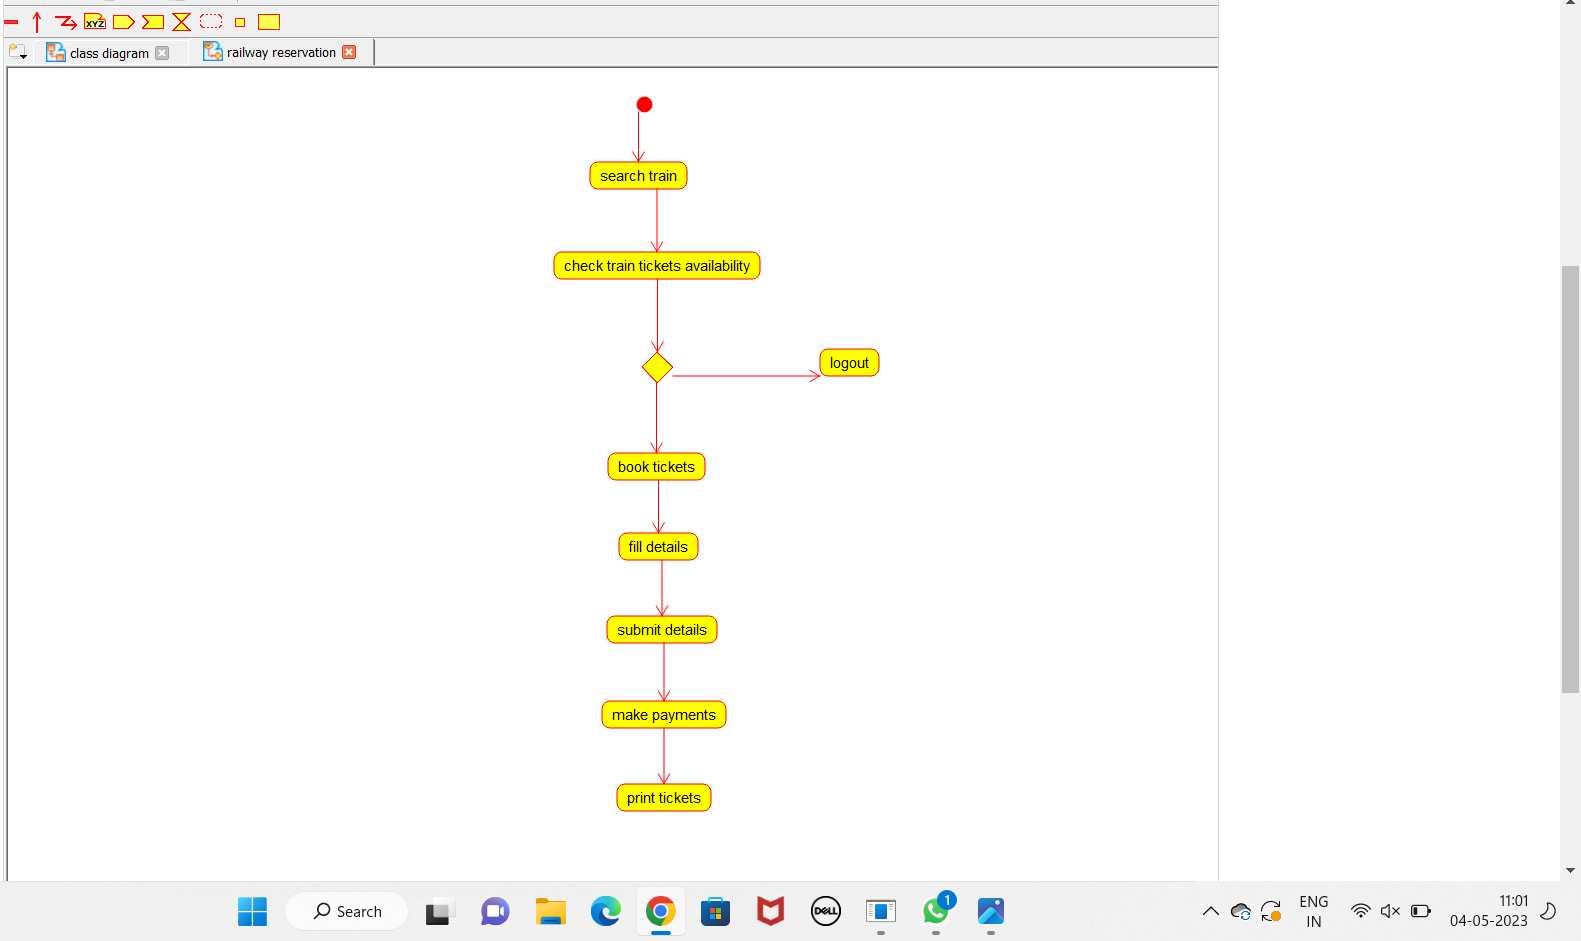 XYZ
class diagram
railway reservation
search train
check train tickets availability
logout
book tickets
fill details
submit details
make payments
print tickets
Search
DELL
1
ENG
IN
11:01
04-05-2023